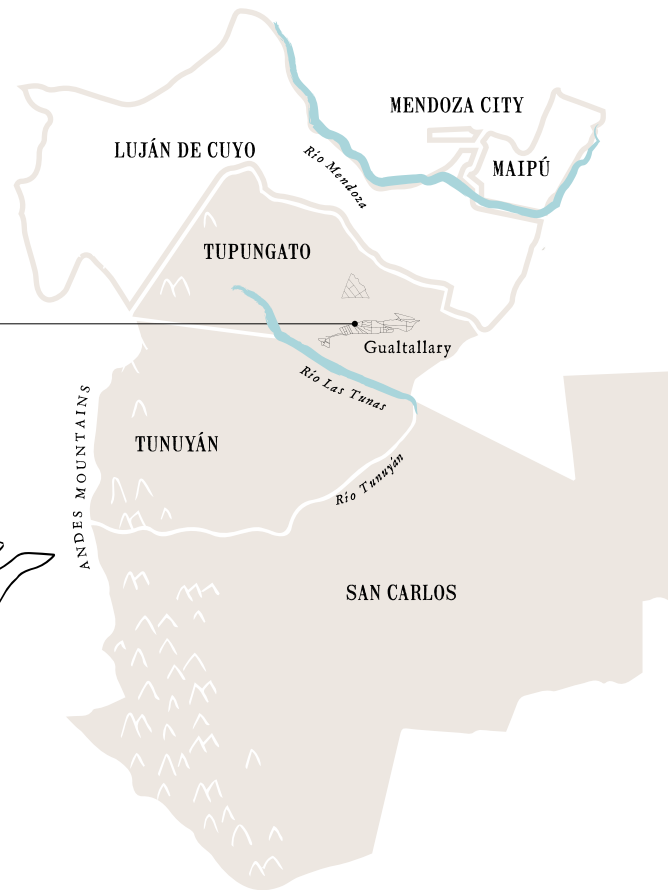 MENDOZA CITY
LUJÁN DE CUYO
MAIPÚ
Río Mendoza
TUPUNGATO
Gualtallary
Río Las Tunas
ANDES MOUNTAINS
TUNUYÁN
Río Tunuyán
SAN CARLOS